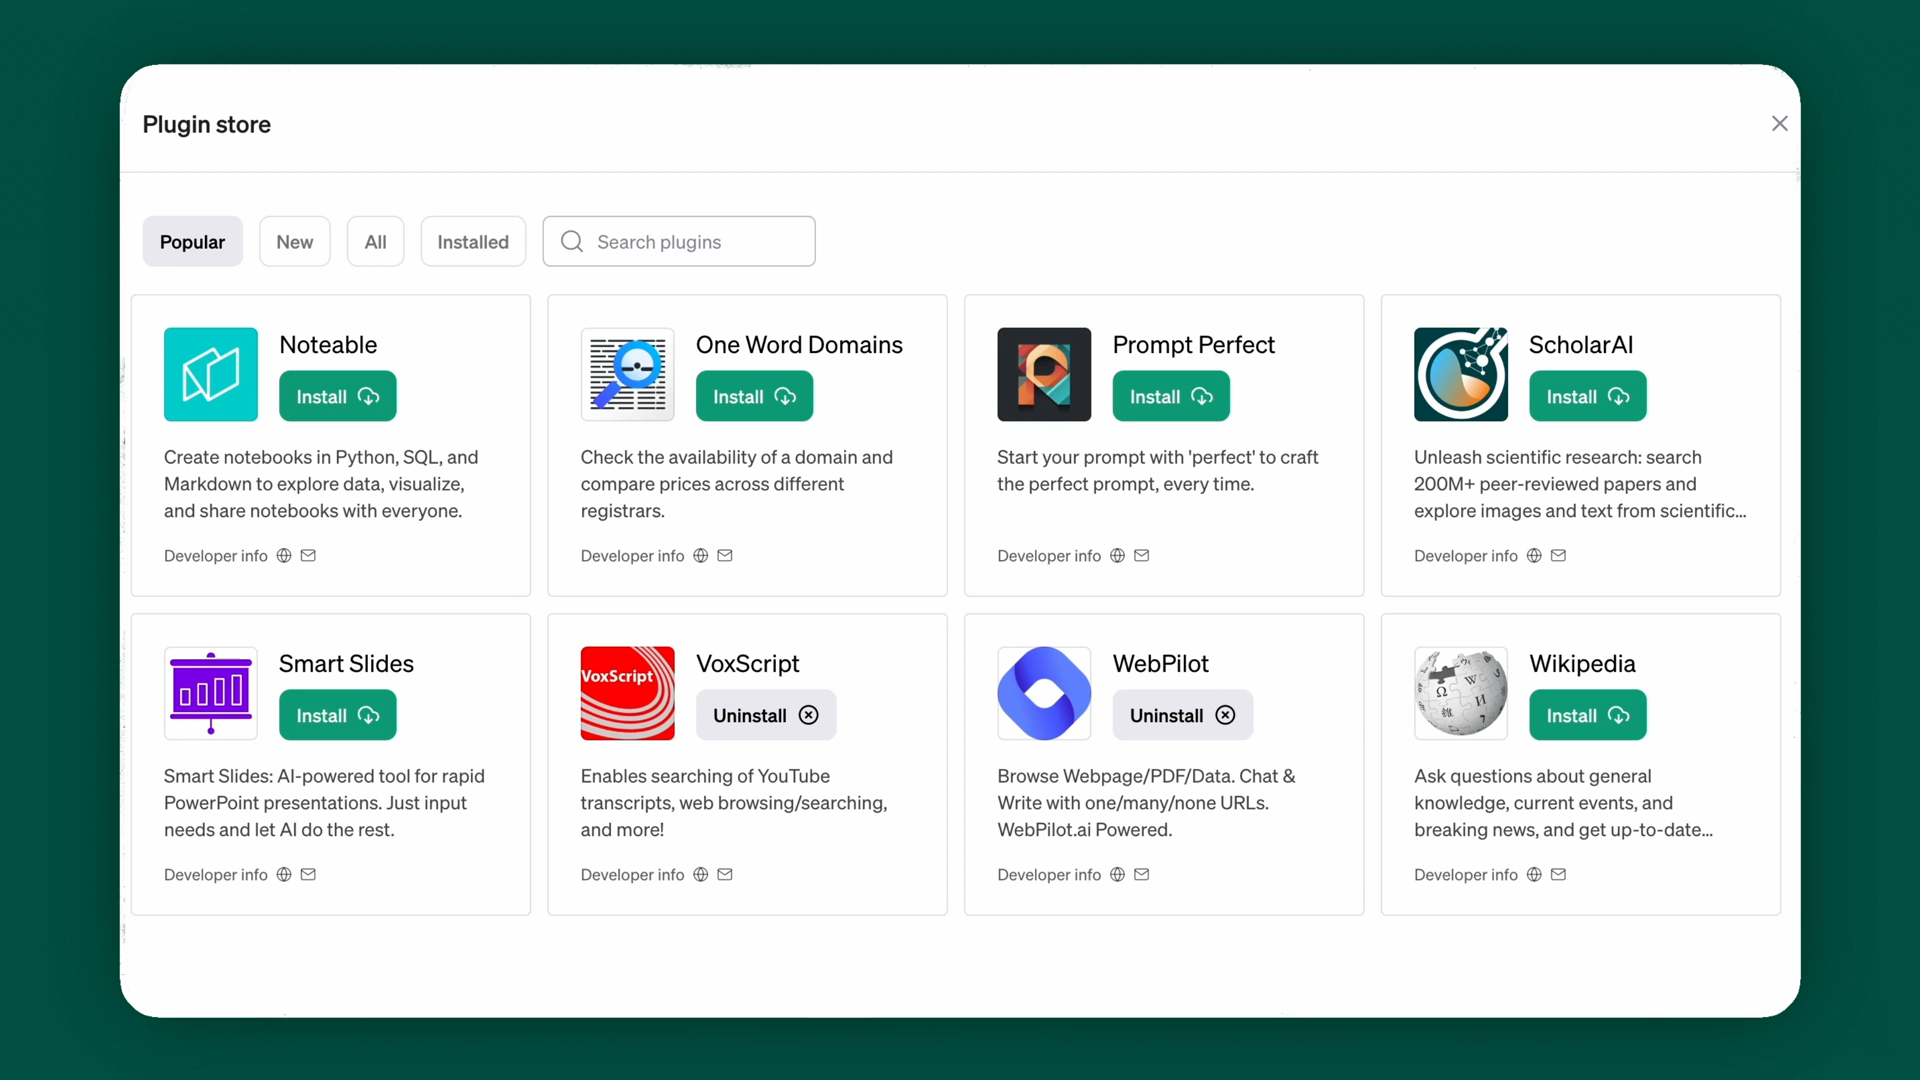 Plugin store
Popular
New
All
Installed
Search plugins
Noteable
Install
Create notebooks in Python, SQL, and
Markdown to explore data, visualize,
and share notebooks with everyone.
Developer info
One Word Domains
Install
Check the availability of a domain and
compare prices across different
registrars.
Developer info
Prompt Perfect
Install
Start your prompt with 'perfect' to craft
the perfect prompt, every time.
Developer info
ScholarAI
Install
Unleash scientific research: search
200M+ peer-reviewed papers and
explore images and text from scientific...
Developer info
Smart Slides
Install
Smart Slides: AI-powered tool for rapid
PowerPoint presentations. Just input
needs and let AI do the rest.
Developer info
VoxScript
VoxScript
Uninstall
Enables searching of YouTube
transcripts, web browsing/searching,
and more!
Developer info
WebPilot
Uninstall
Browse Webpage/PDF/Data. Chat &
Write with one/many/none URLs.
WebPilot.ai Powered.
Developer info
Wikipedia
Install
Ask questions about general
knowledge, current events, and
breaking news, and get up-to-date...
Developer info